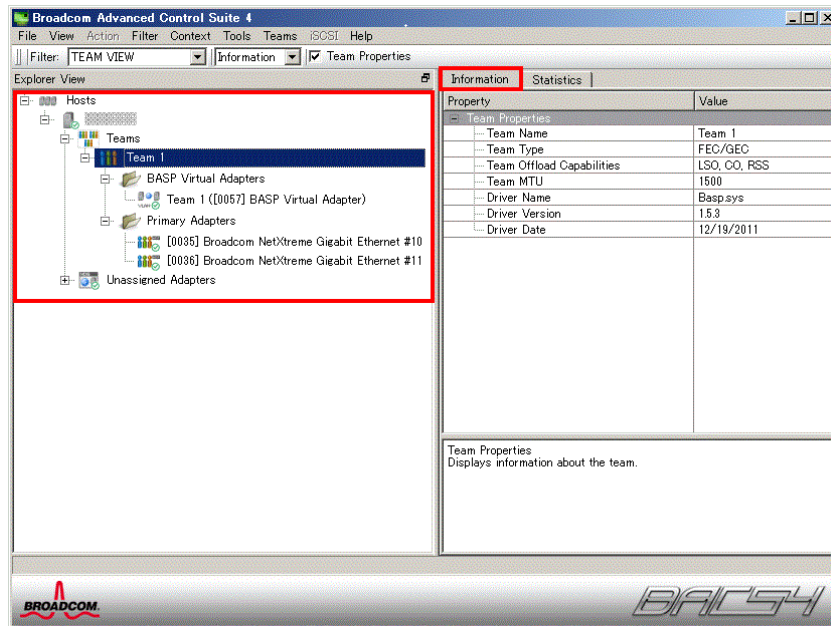 Broadcom Advanced Control Suite 4
File View Action Filter Context Tools Teams iSCSI Help
Filter: TEAM VIEW Information Team Properties
Explorer View
Hosts
Teams
Team 1
BASP Virtual Adapters
Team 1 ([0057] BASP Virtual Adapter)
Primary Adapters
[0035] Broadcom NetXtreme Gigabit Ethernet #10
[0036] Broadcom NetXtreme Gigabit Ethernet #11
Unassigned Adapters
Information Statistics
Property Value
Team Properties
Team Name Team 1
Team Type FEC/GEC
Team Offload Capabilities LSO, CO, RSS
Team MTU 1500
Driver Name Basp.sys
Driver Version 1.5.3
Driver Date 12/19/2011
Team Properties
Displays information about the team.
BROADCOM.
BACS4